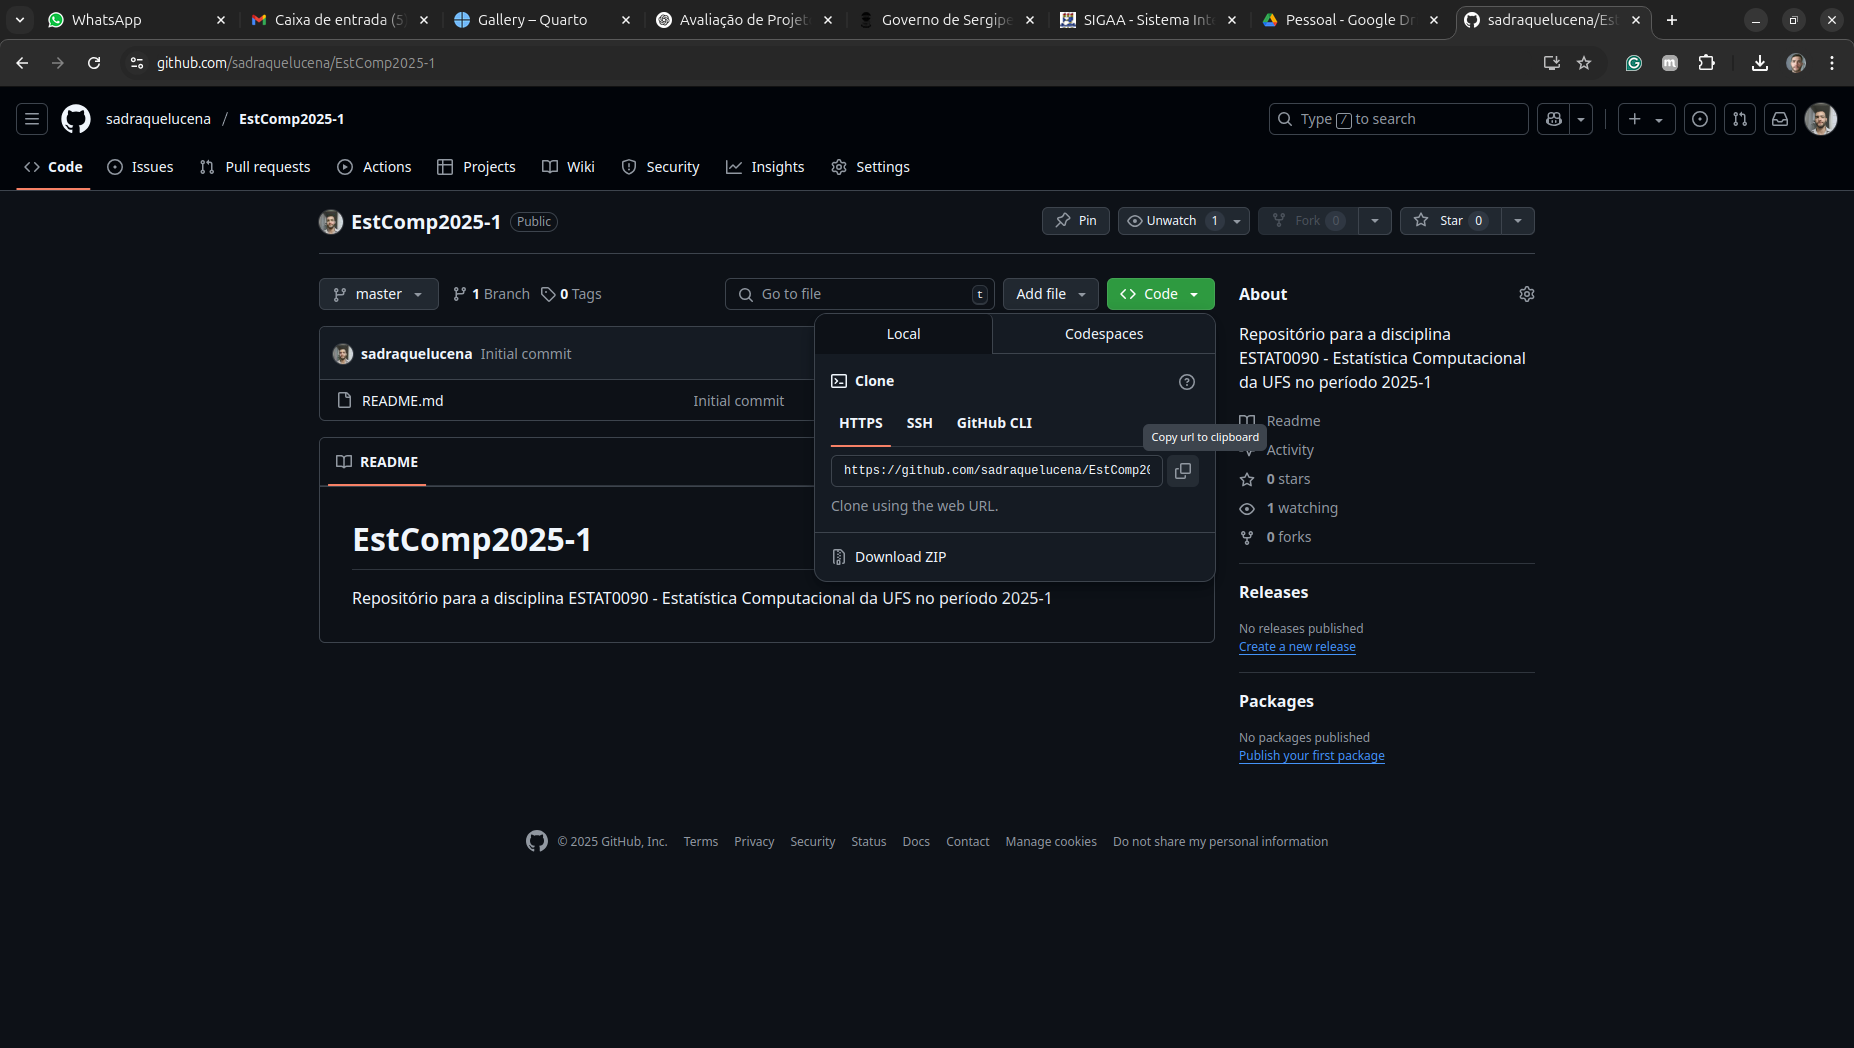 WhatsApp
Caixa de entrada (5
Gallery – Quarto
Avaliação de Projet
Governo de Sergipe
SIGAA - Sistema Int
Pessoal - Google Dr
sadraquelucena/Est
github.com/sadraquelucena/EstComp2025-1
sadraquelucena / EstComp2025-1
Type / to search
Code Issues Pull requests Actions Projects Wiki Security Insights Settings
EstComp2025-1 Public
Pin Unwatch 1 Fork 0 Star 0
master 1 Branch 0 Tags
Go to file t
Add file Code
Local Codespaces
sadraquelucena Initial commit
README.md Initial commit
Clone
HTTPS SSH GitHub CLI
Copy url to clipboard
https://github.com/sadraquelucena/EstComp20
Clone using the web URL.
Download ZIP
README
EstComp2025-1
Repositório para a disciplina ESTAT0090 - Estatística Computacional da UFS no período 2025-1
About
Repositório para a disciplina
ESTAT0090 - Estatística Computacional
da UFS no período 2025-1
Readme
Activity
0 stars
1 watching
0 forks
Releases
No releases published
Create a new release
Packages
No packages published
Publish your first package
© 2025 GitHub, Inc. Terms Privacy Security Status Docs Contact Manage cookies Do not share my personal information